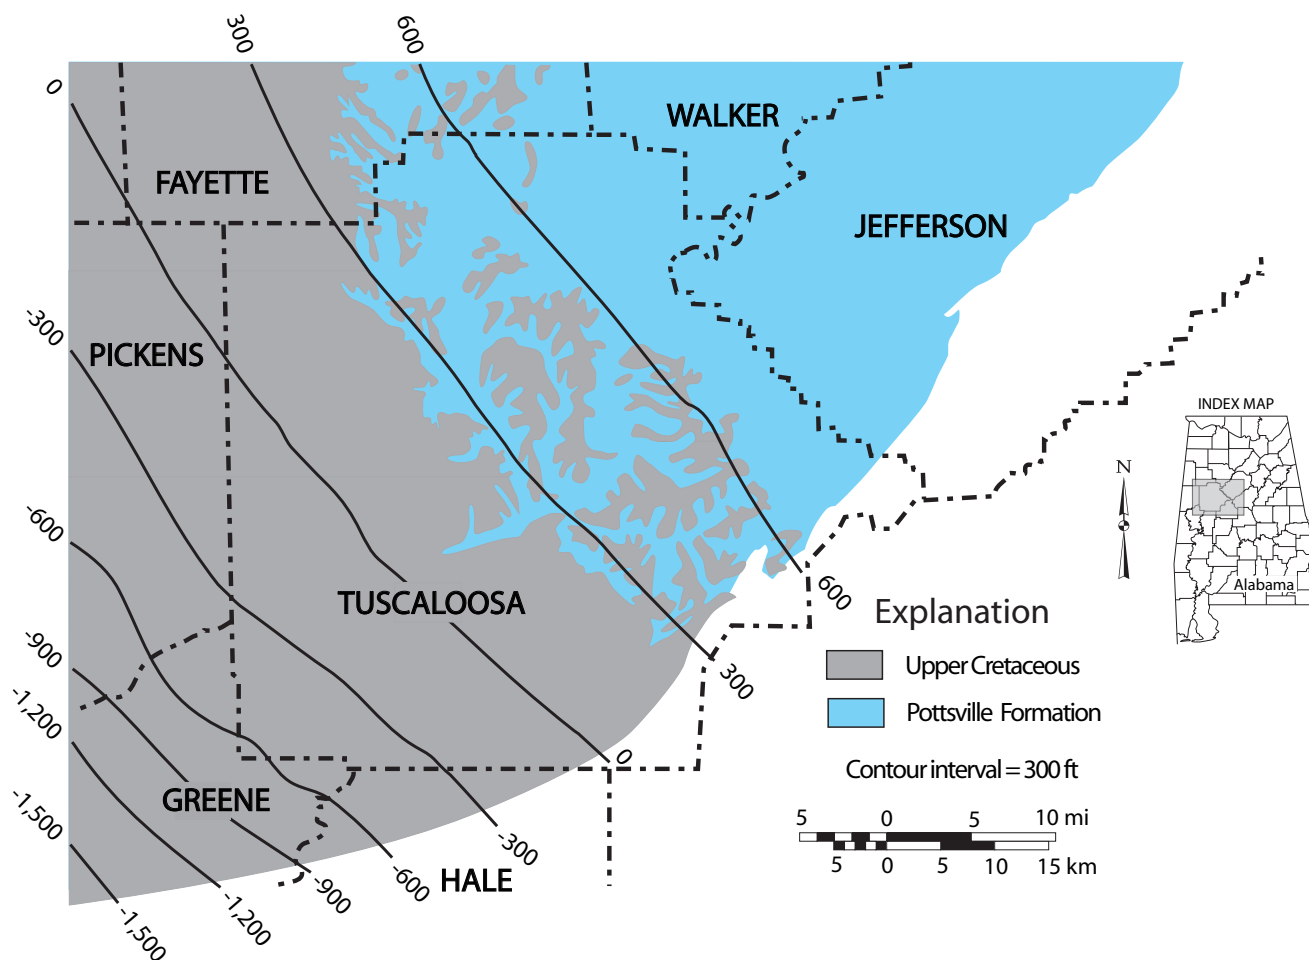 300
600
0
WALKER
FAYETTE
JEFFERSON
-300
PICKENS
INDEX MAP
N
-600
Alabama
TUSCALOOSA
600
Explanation
-900
Upper Cretaceous
300
-1,200
Pottsville Formation
0
Contour interval = 300 ft
GREENE
-1,500
5 0 5 10 mi
-300
5 0 5 10 15 km
-600
HALE
-900
-1,200
-1,500